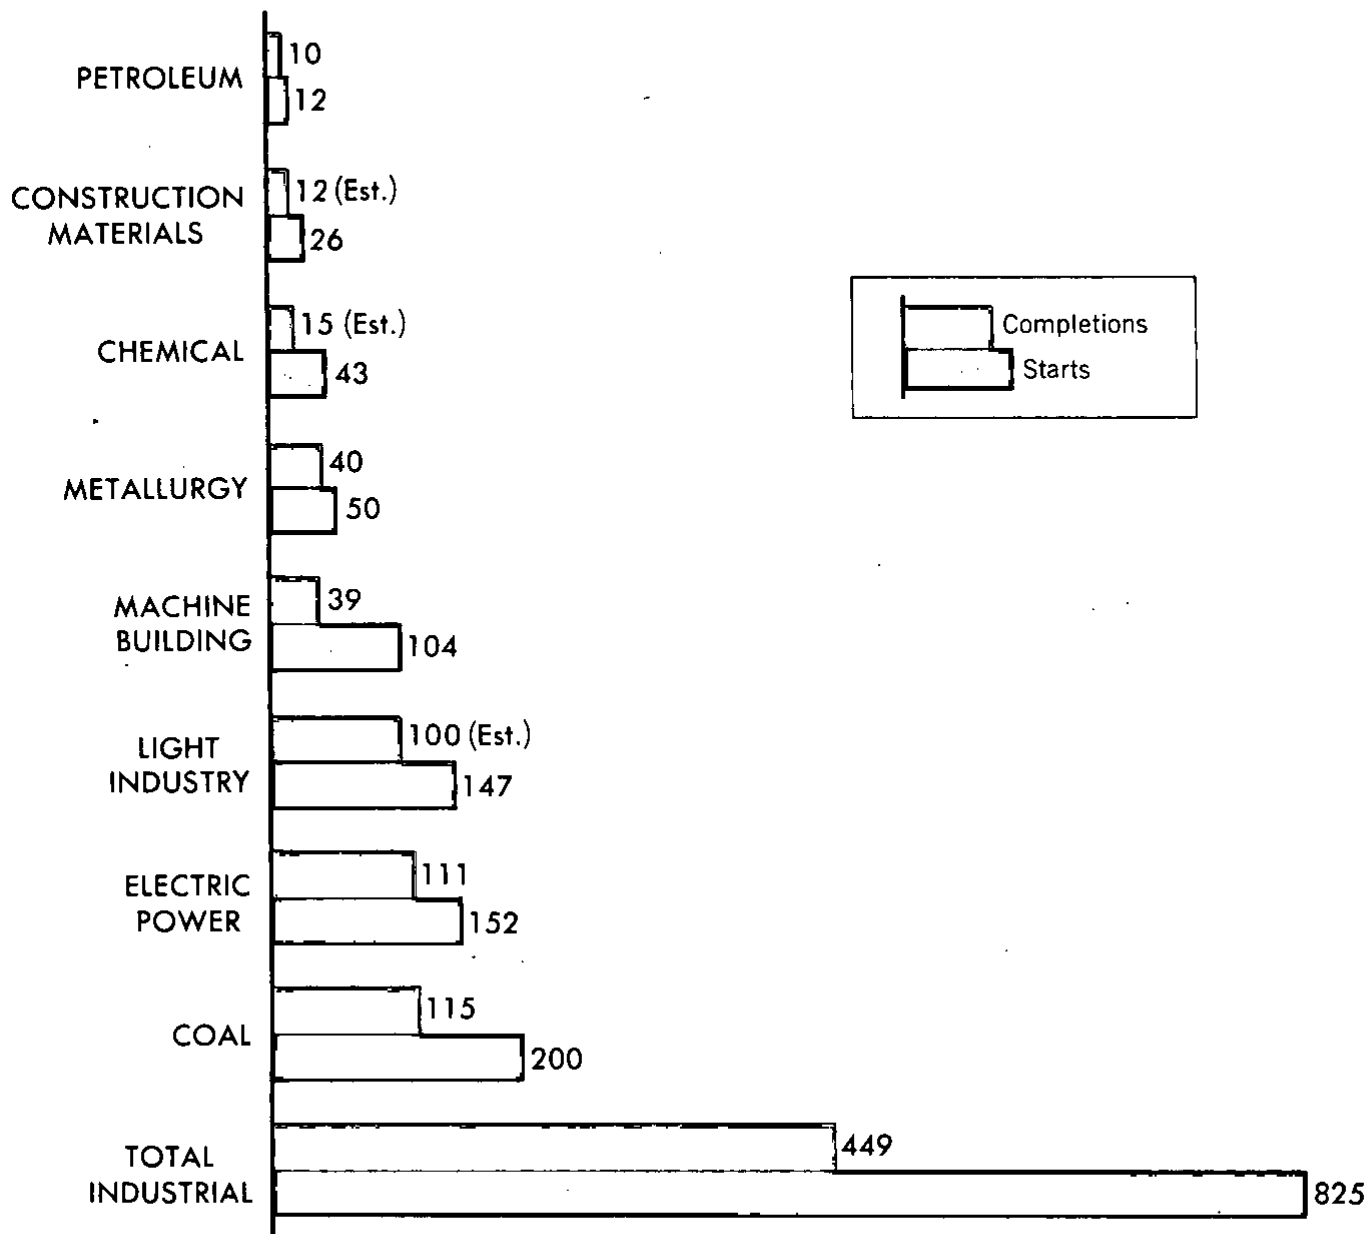 PETROLEUM
10
12
CONSTRUCTION
MATERIALS
12 (Est.)
26
CHEMICAL
15 (Est.)
43
Completions
Starts
METALLURGY
40
50
MACHINE
BUILDING
39
104
LIGHT
INDUSTRY
100 (Est.)
147
ELECTRIC
POWER
111
152
COAL
115
200
TOTAL
INDUSTRIAL
449
825